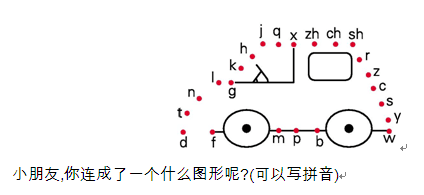 j q x zh ch sh
h r
k z
l g c
n s
t y
d f m p b w
小朋友,你连成了一个什么图形呢?(可以写拼音)